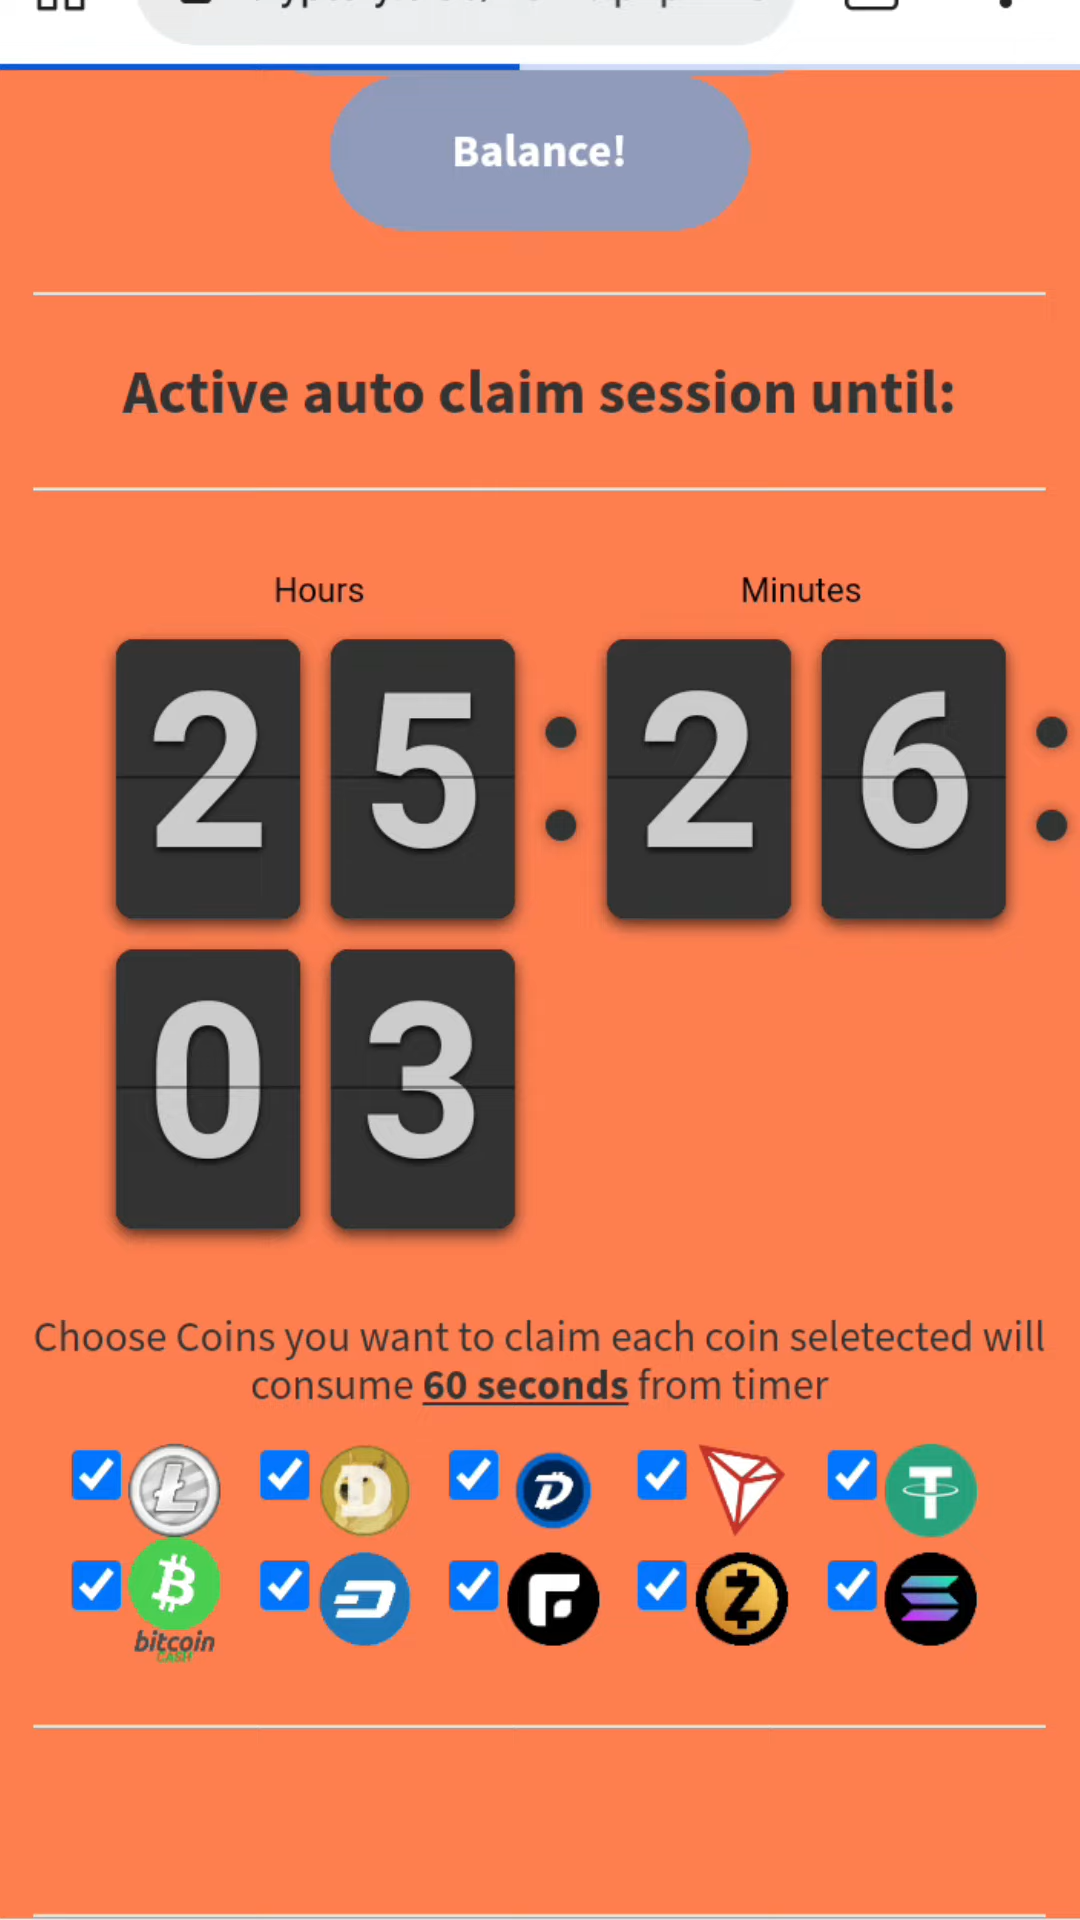 Balance!
Active auto claim session until:
Hours Minutes
25:26:
03
Choose Coins you want to claim each coin seletected will
consume 60 seconds from timer
bitcoin
CASH